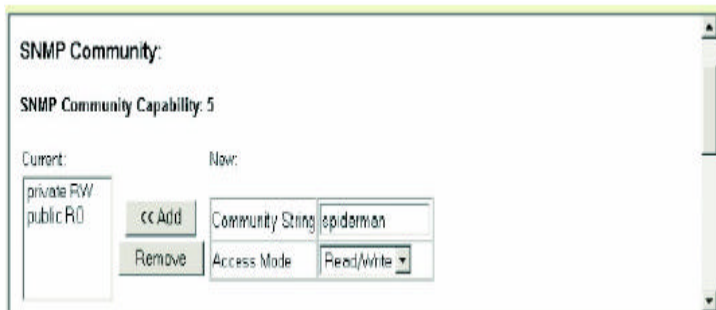 SNMP Community:
SNMP Community Capability: 5
Current:
New:
private RW
public RO
<< Add
Remove
Community String
spiderman
Access Mode
Read/Write